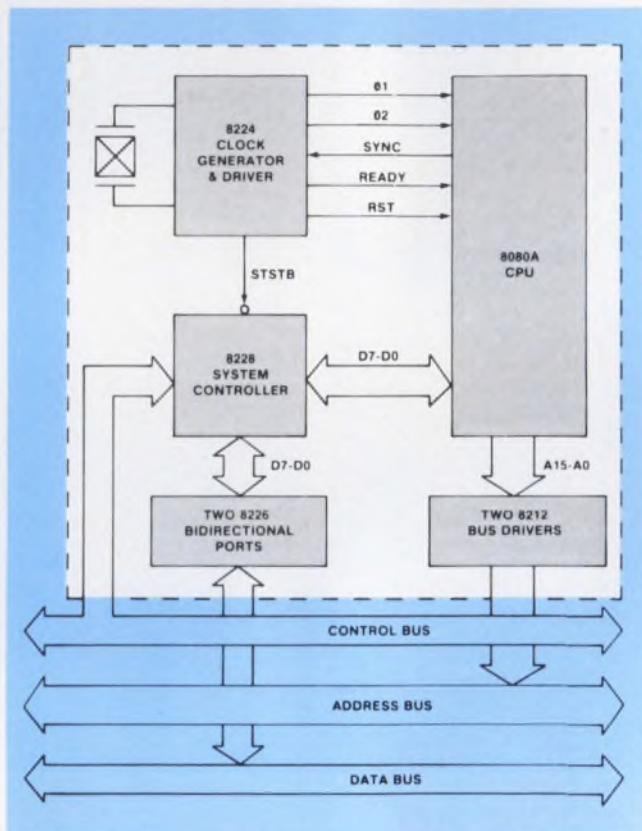 8224
CLOCK
GENERATOR
& DRIVER
θ1
θ2
SYNC
READY
RST
8080A
CPU
STSTB
8228
SYSTEM
CONTROLLER
D7-D0
D7-D0
A15-A0
TWO 8226
BIDIRECTIONAL
PORTS
TWO 8212
BUS DRIVERS
CONTROL BUS
ADDRESS BUS
DATA BUS